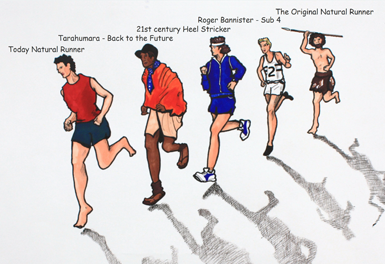 The Original Natural Runner
Roger Bannister - Sub 4
21st century Heel Stricker
Tarahumara - Back to the Future
Today Natural Runner
2